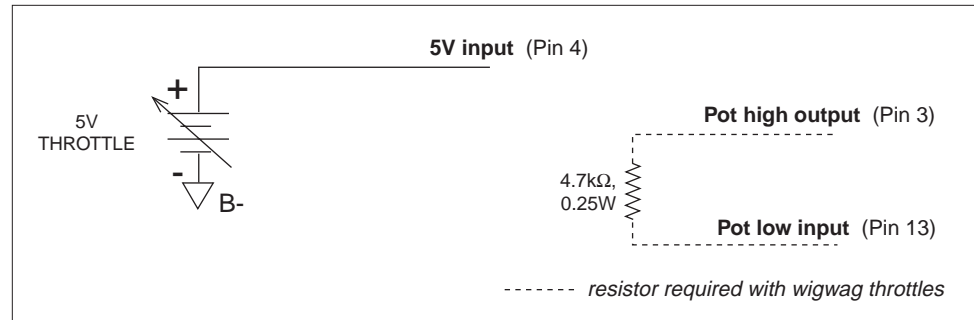 5V input (Pin 4)
+
5V
THROTTLE
-
B-
Pot high output (Pin 3)
4.7kΩ,
0.25W
Pot low input (Pin 13)
resistor required with wigwag throttles